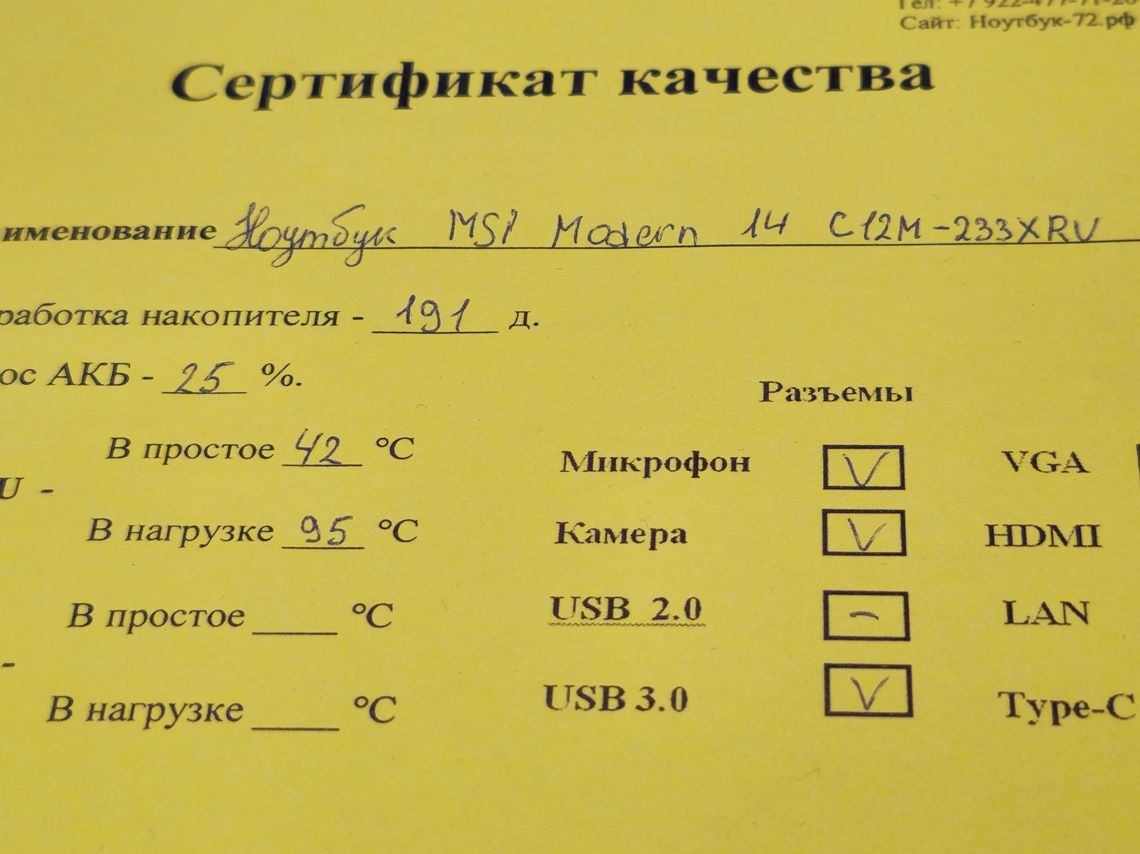 Сайт: Ноутбук-72.рф
Сертификат качества
именование Ноутбук MSI Modern 14 C12M-233XRU
работка накопителя - 191 д.
ос АКБ - 25 %.
Разъемы
В простое 42 °C
U -
В нагрузке 95 °C
В простое ____ °C
-
В нагрузке ____ °C
Микрофон V VGA
Камера V HDMI
USB 2.0 – LAN
USB 3.0 V Type-C